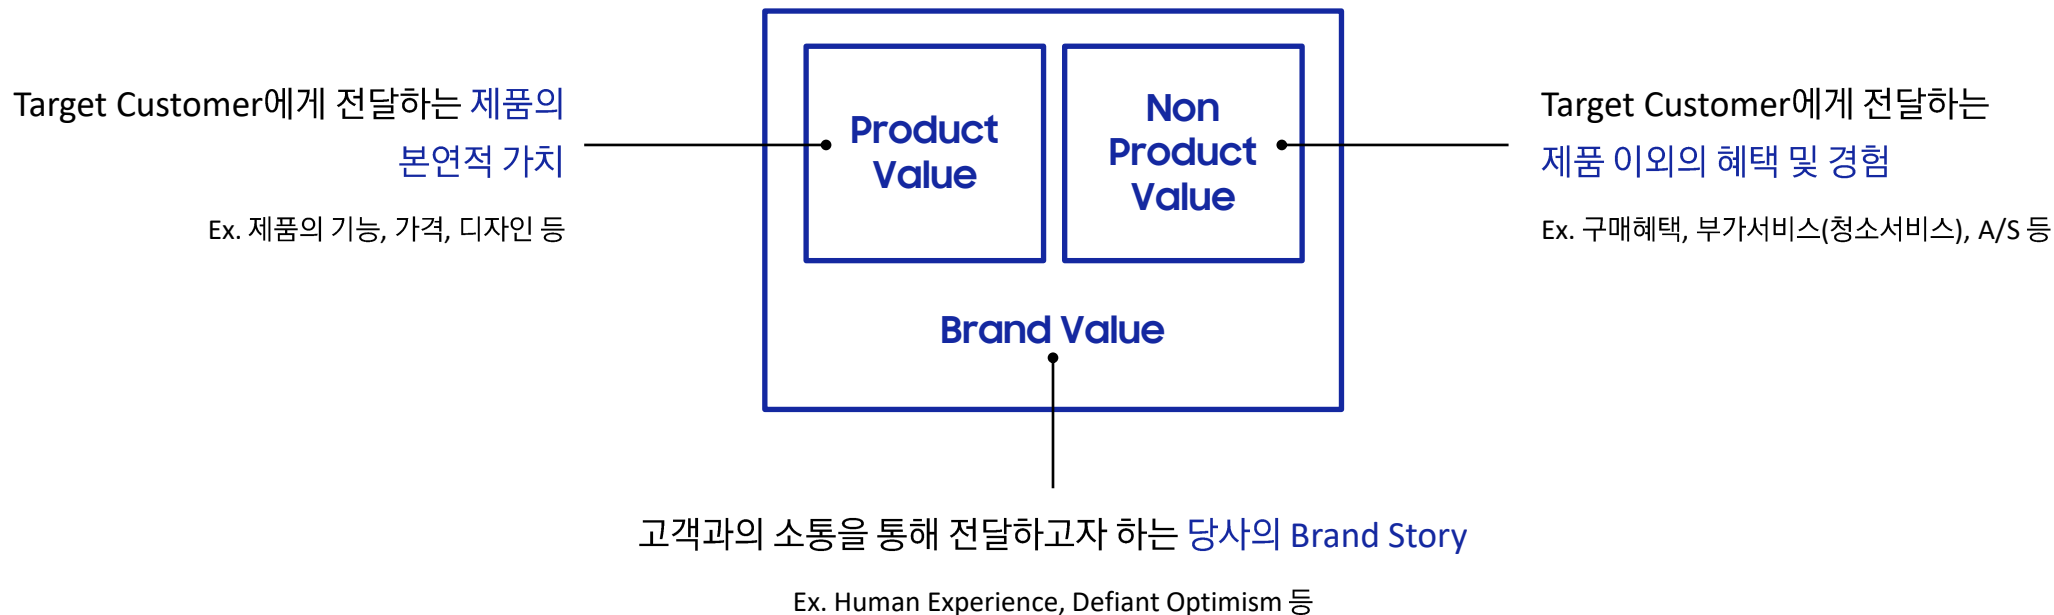 Target Customer에게 전달하는 제품의
본연적 가치
Ex. 제품의 기능, 가격, 디자인 등
Product
Value
Non
Product
Value
Target Customer에게 전달하는
제품 이외의 혜택 및 경험
Ex. 구매혜택, 부가서비스(청소서비스), A/S 등
Brand Value
고객과의 소통을 통해 전달하고자 하는 당사의 Brand Story
Ex. Human Experience, Defiant Optimism 등